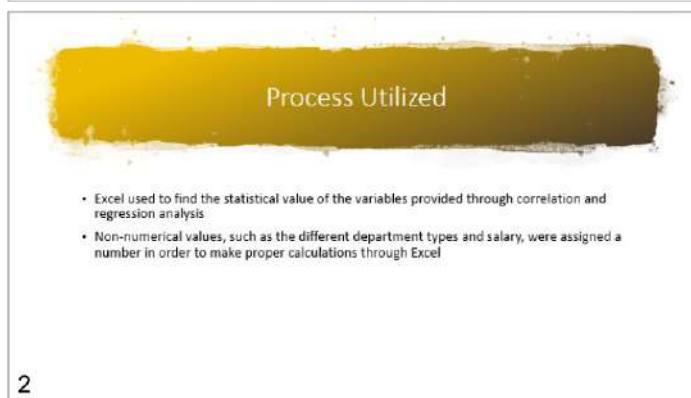 Process Utilized
• Excel used to find the statistical value of the variables provided through correlation and
regression analysis
• Non-numerical values, such as the different department types and salary, were assigned a
number in order to make proper calculations through Excel
2